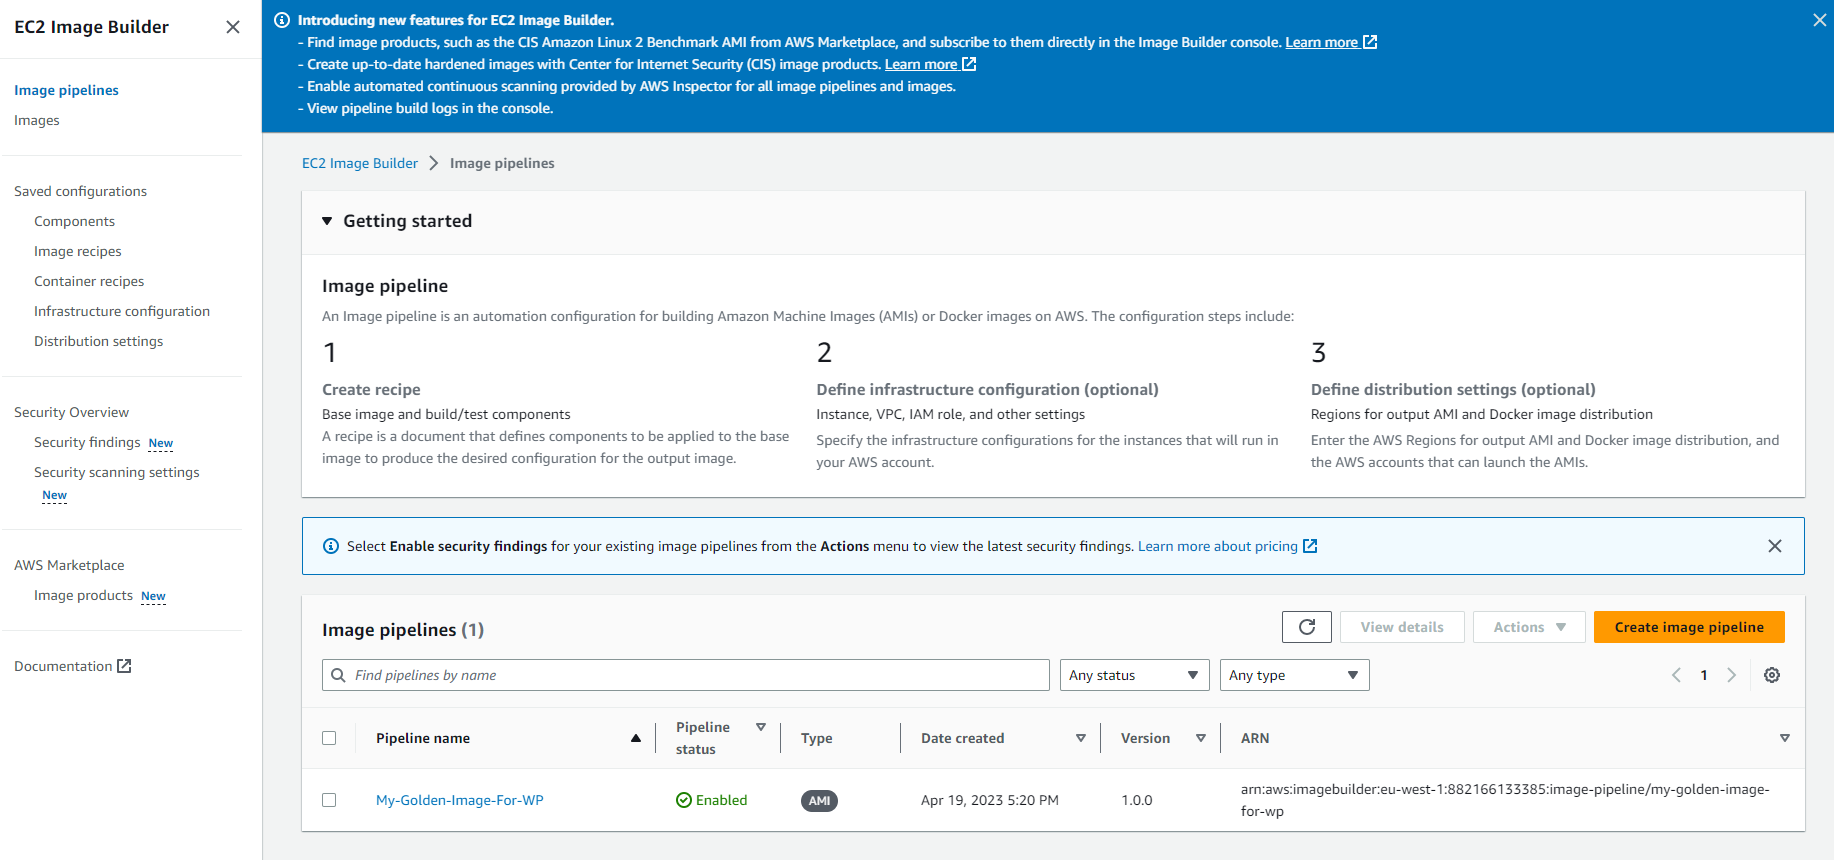 EC2 Image Builder
Image pipelines
Images
Saved configurations
Components
Image recipes
Container recipes
Infrastructure configuration
Distribution settings
Security Overview
Security findings New
Security scanning settings
New
AWS Marketplace
Image products New
Documentation
Introducing new features for EC2 Image Builder.
- Find image products, such as the CIS Amazon Linux 2 Benchmark AMI from AWS Marketplace, and subscribe to them directly in the Image Builder console. Learn more
- Create up-to-date hardened images with Center for Internet Security (CIS) image products. Learn more
- Enable automated continuous scanning provided by AWS Inspector for all image pipelines and images.
- View pipeline build logs in the console.
EC2 Image Builder > Image pipelines
Getting started
Image pipeline
An Image pipeline is an automation configuration for building Amazon Machine Images (AMIs) or Docker images on AWS. The configuration steps include:
1
Create recipe
Base image and build/test components
A recipe is a document that defines components to be applied to the base
image to produce the desired configuration for the output image.
2
Define infrastructure configuration (optional)
Instance, VPC, IAM role, and other settings
Specify the infrastructure configurations for the instances that will run in
your AWS account.
3
Define distribution settings (optional)
Regions for output AMI and Docker image distribution
Enter the AWS Regions for output AMI and Docker image distribution, and
the AWS accounts that can launch the AMIs.
Select Enable security findings for your existing image pipelines from the Actions menu to view the latest security findings. Learn more about pricing
Image pipelines (1)
View details
Actions
Create image pipeline
Find pipelines by name
Any status
Any type
1
Pipeline name
Pipeline
status
Type
Date created
Version
ARN
My-Golden-Image-For-WP
Enabled
AMI
Apr 19, 2023 5:20 PM
1.0.0
arn:aws:imagebuilder:eu-west-1:882166133385:image-pipeline/my-golden-image-
for-wp